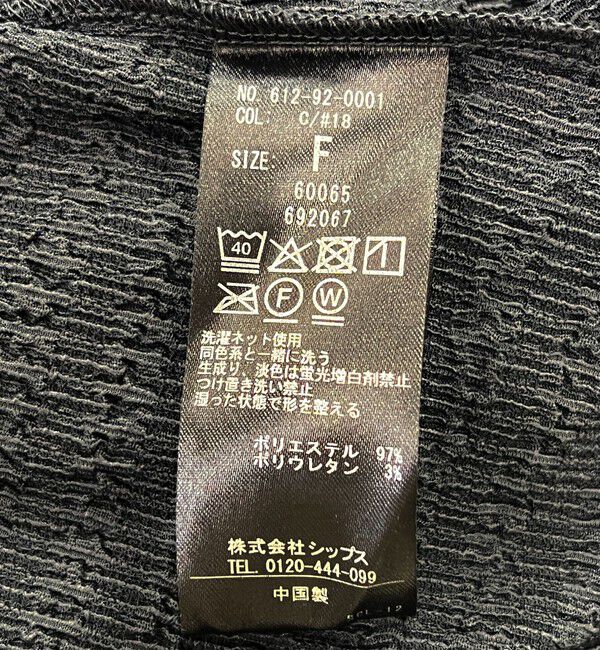 NO. 612-92-0001
COL: C/#18
SIZE: F
60065
692067
40
F W
洗濯ネット使用
同色系と一緒に洗う
生成り、淡色は蛍光増白剤禁止
つけ置き洗い禁止
湿った状態で形を整える
ポリエステル 97%
ポリウレタン 3%
株式会社シップス
TEL. 0120-444-099
中国製